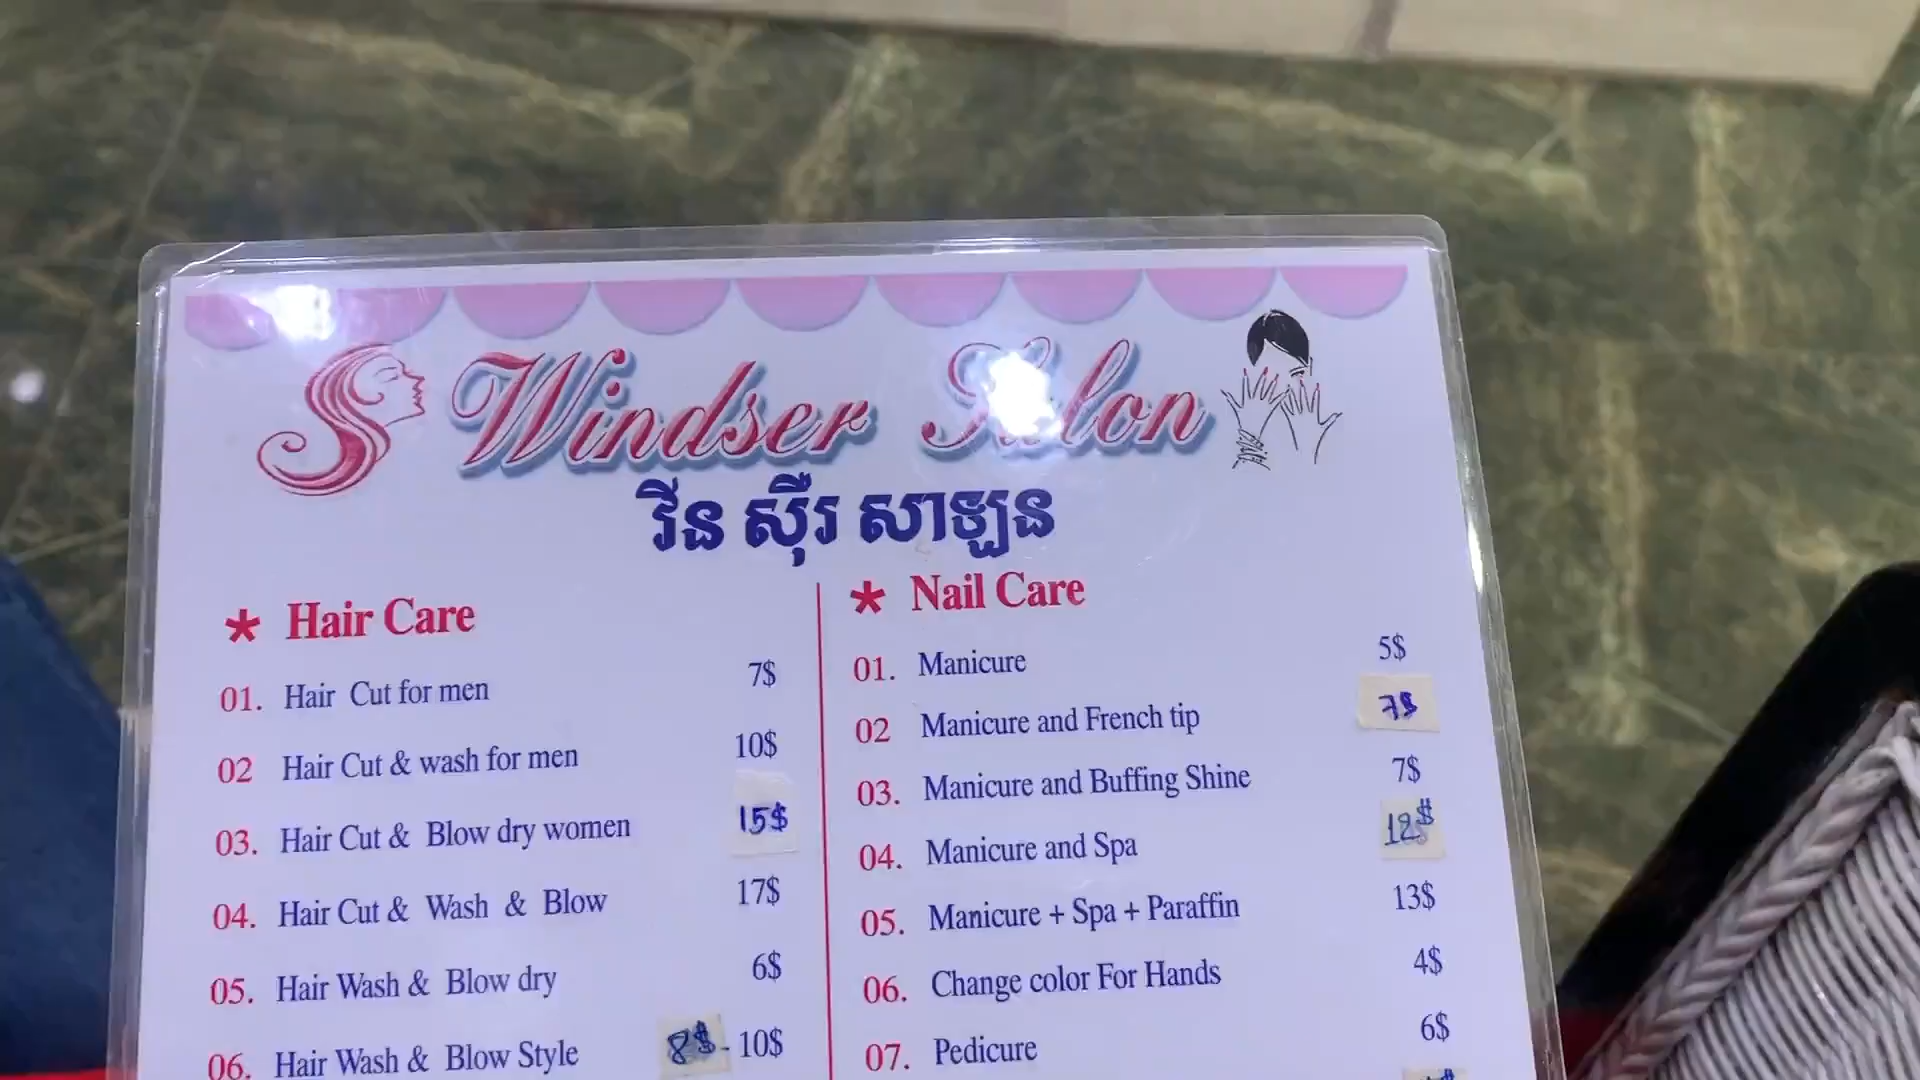 Windser Salon
វីន ស៊ឺរ សាឡន
* Hair Care
01. Hair Cut for men 7$
02 Hair Cut & wash for men 10$
03. Hair Cut & Blow dry women 15$
04. Hair Cut & Wash & Blow 17$
05. Hair Wash & Blow dry 6$
06. Hair Wash & Blow Style 8$ - 10$
* Nail Care
01. Manicure 5$
02 Manicure and French tip 7$
03. Manicure and Buffing Shine 7$
04. Manicure and Spa 12$
05. Manicure + Spa + Paraffin 13$
06. Change color For Hands 4$
07. Pedicure 6$